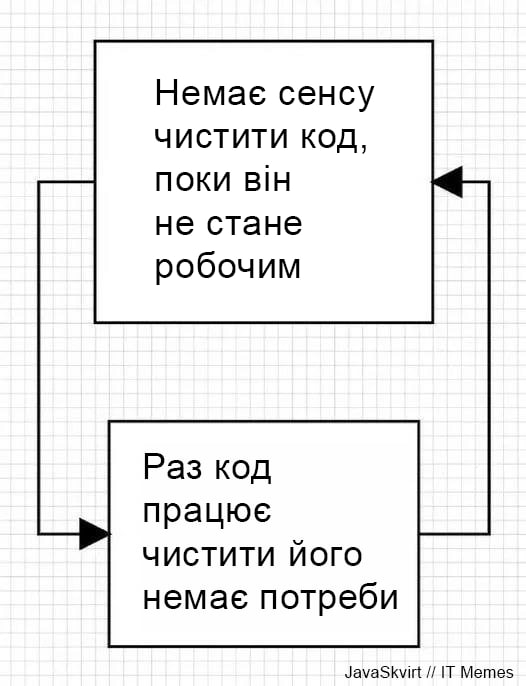 Немає сенсу
чистити код,
поки він
не стане
робочим
Раз код
працює
чистити його
немає потреби
JavaSkvirt // IT Memes